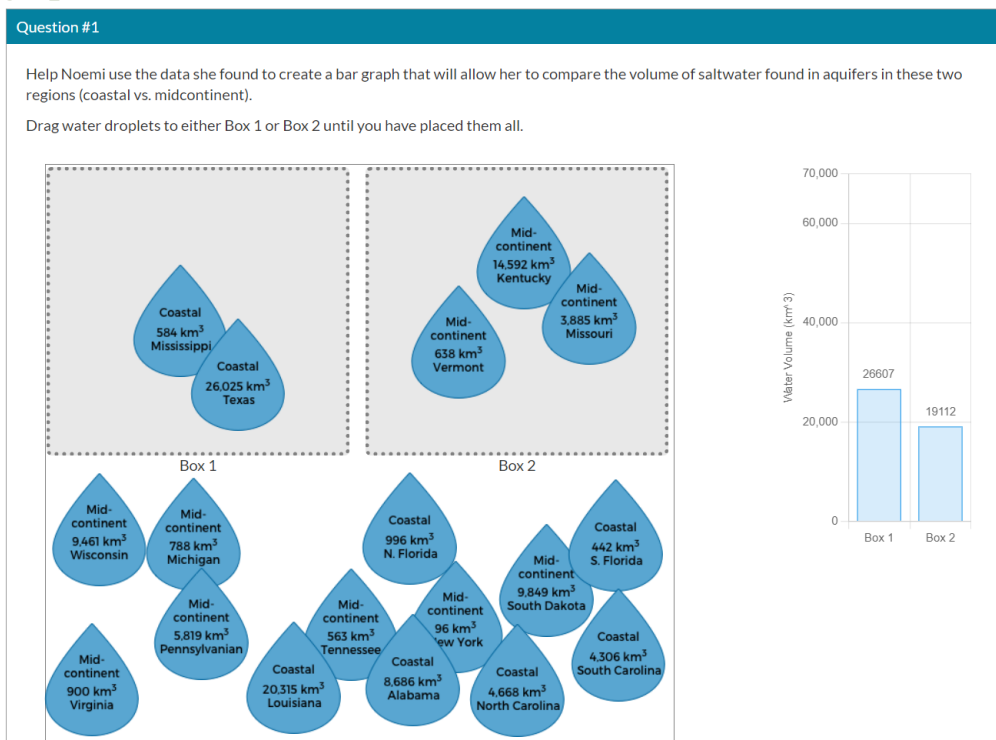 Question #1
Help Noemi use the data she found to create a bar graph that will allow her to compare the volume of saltwater found in aquifers in these two
regions (coastal vs. midcontinent).
Drag water droplets to either Box 1 or Box 2 until you have placed them all.
Coastal
584 km³
Mississippi
Coastal
26,025 km³
Texas
Mid-
continent
14,592 km³
Kentucky
Mid-
continent
3,885 km³
Missouri
Mid-
continent
638 km³
Vermont
Box 1
Box 2
Mid-
continent
9,461 km³
Wisconsin
Mid-
continent
788 km³
Michigan
Coastal
996 km³
N. Florida
Coastal
442 km³
S. Florida
Mid-
continent
9,849 km³
South Dakota
Mid-
continent
5,819 km³
Pennsylvanian
Mid-
continent
563 km³
Tennessee
Mid-
continent
96 km³
ew York
Mid-
continent
900 km³
Virginia
Coastal
20,315 km³
Louisiana
Coastal
8,686 km³
Alabama
Coastal
4,668 km³
North Carolina
Coastal
4,306 km³
South Carolina
Water Volume (km^3)
70,000
60,000
40,000
20,000
0
26607
19112
Box 1
Box 2